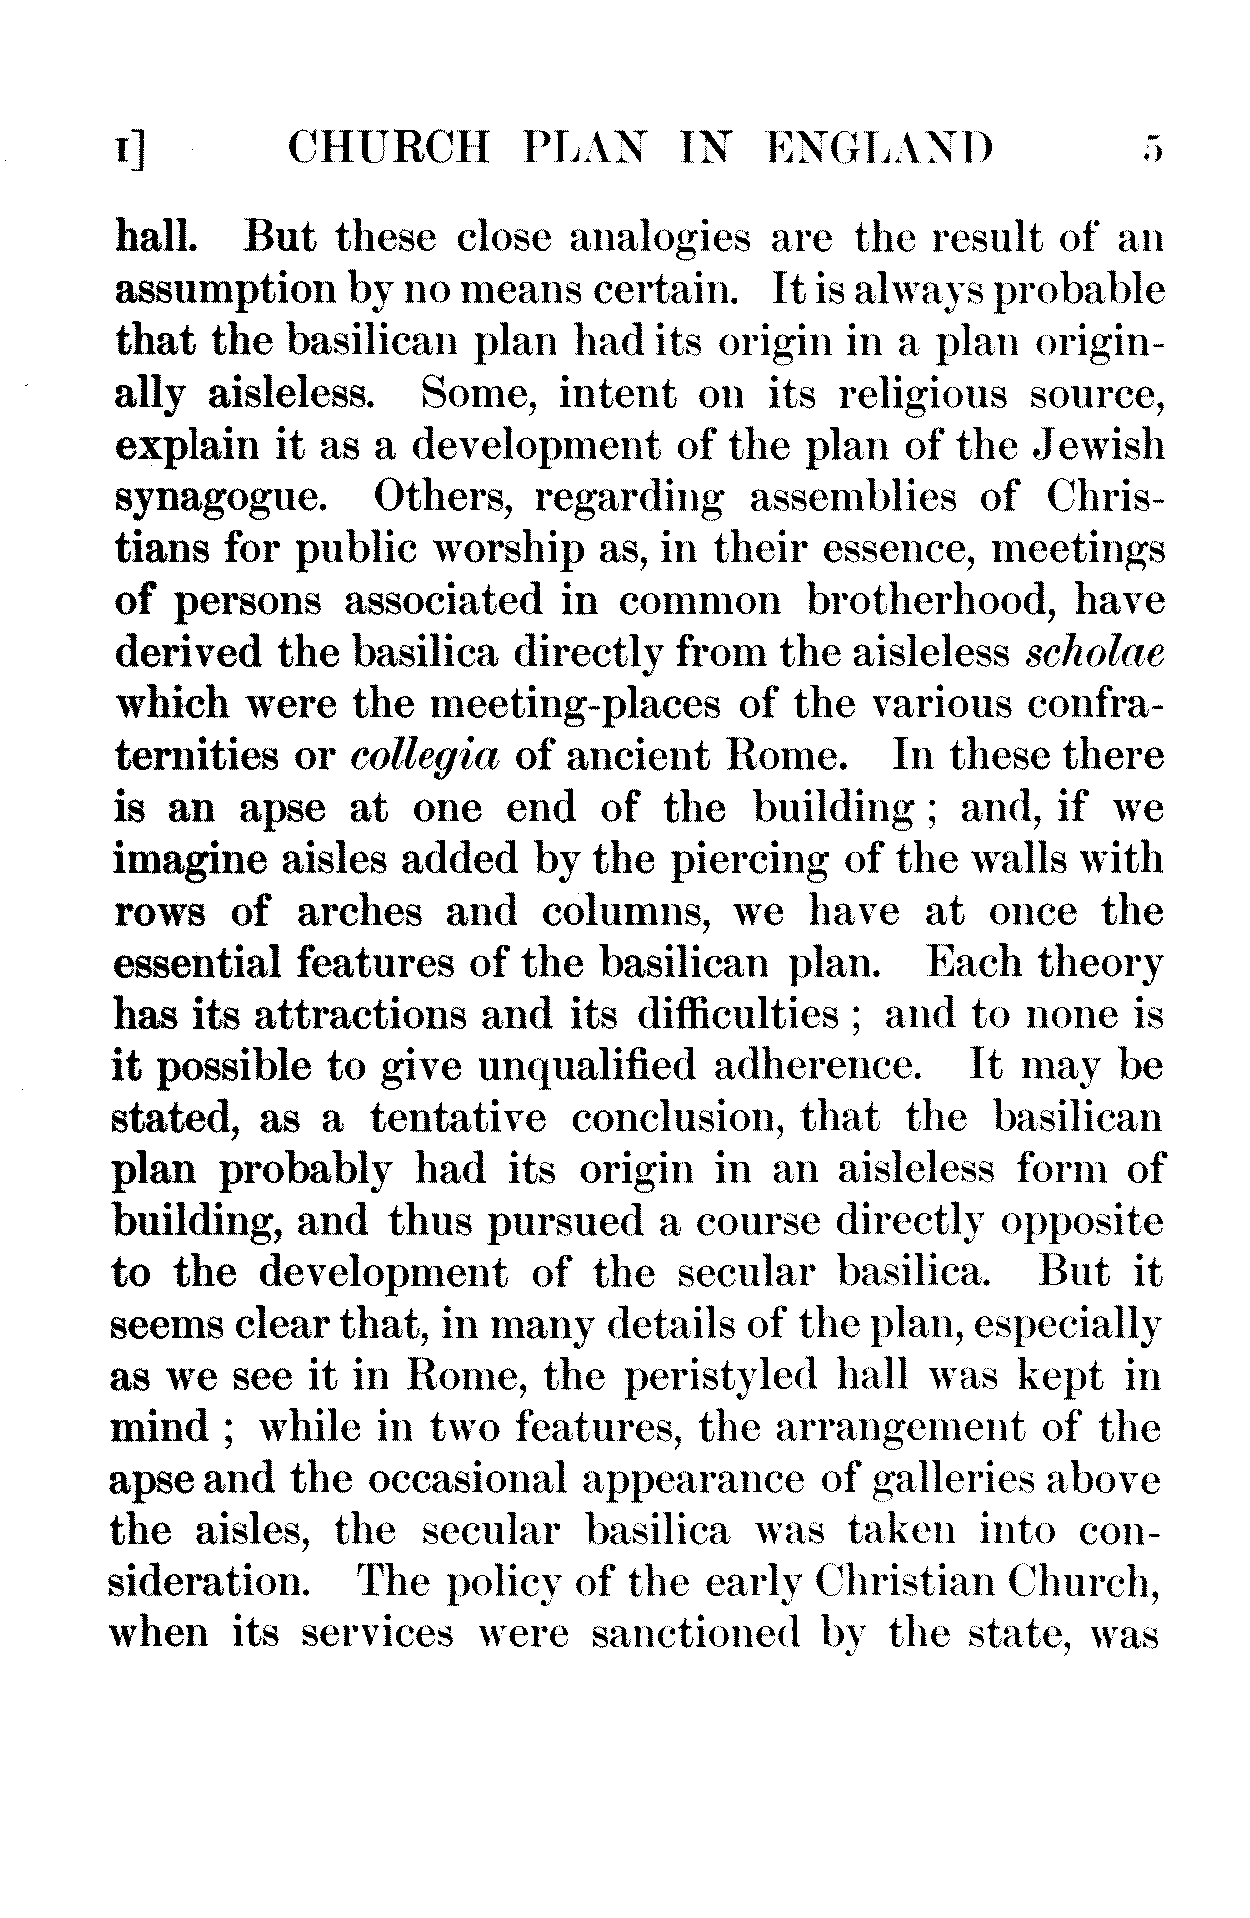 I] CHURCH PLAN IN ENGLAND 5
hall. But these close analogies are the result of an
assumption by no means certain. It is always probable
that the basilican plan had its origin in a plan origin-
ally aisleless. Some, intent on its religious source,
explain it as a development of the plan of the Jewish
synagogue. Others, regarding assemblies of Chris-
tians for public worship as, in their essence, meetings
of persons associated in common brotherhood, have
derived the basilica directly from the aisleless scholae
which were the meeting-places of the various confra-
ternities or collegia of ancient Rome. In these there
is an apse at one end of the building ; and, if we
imagine aisles added by the piercing of the walls with
rows of arches and columns, we have at once the
essential features of the basilican plan. Each theory
has its attractions and its difficulties ; and to none is
it possible to give unqualified adherence. It may be
stated, as a tentative conclusion, that the basilican
plan probably had its origin in an aisleless form of
building, and thus pursued a course directly opposite
to the development of the secular basilica. But it
seems clear that, in many details of the plan, especially
as we see it in Rome, the peristyled hall was kept in
mind ; while in two features, the arrangement of the
apse and the occasional appearance of galleries above
the aisles, the secular basilica was taken into con-
sideration. The policy of the early Christian Church,
when its services were sanctioned by the state, was